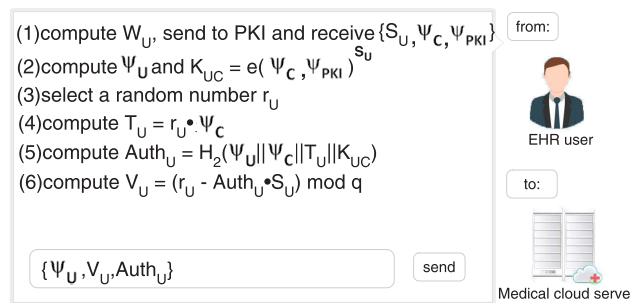 (1)compute W_U, send to PKI and receive {S_U,Ψ_C,Ψ_PKI}
(2)compute Ψ_U and K_UC = e( Ψ_C ,Ψ_PKI )^S_U
(3)select a random number r_U
(4)compute T_U = r_U•.Ψ_C
(5)compute Auth_U = H_2(Ψ_U||Ψ_C||T_U||K_UC)
(6)compute V_U = (r_U - Auth_U•S_U) mod q
{Ψ_U,V_U,Auth_U}
send
from:
EHR user
to:
Medical cloud serve